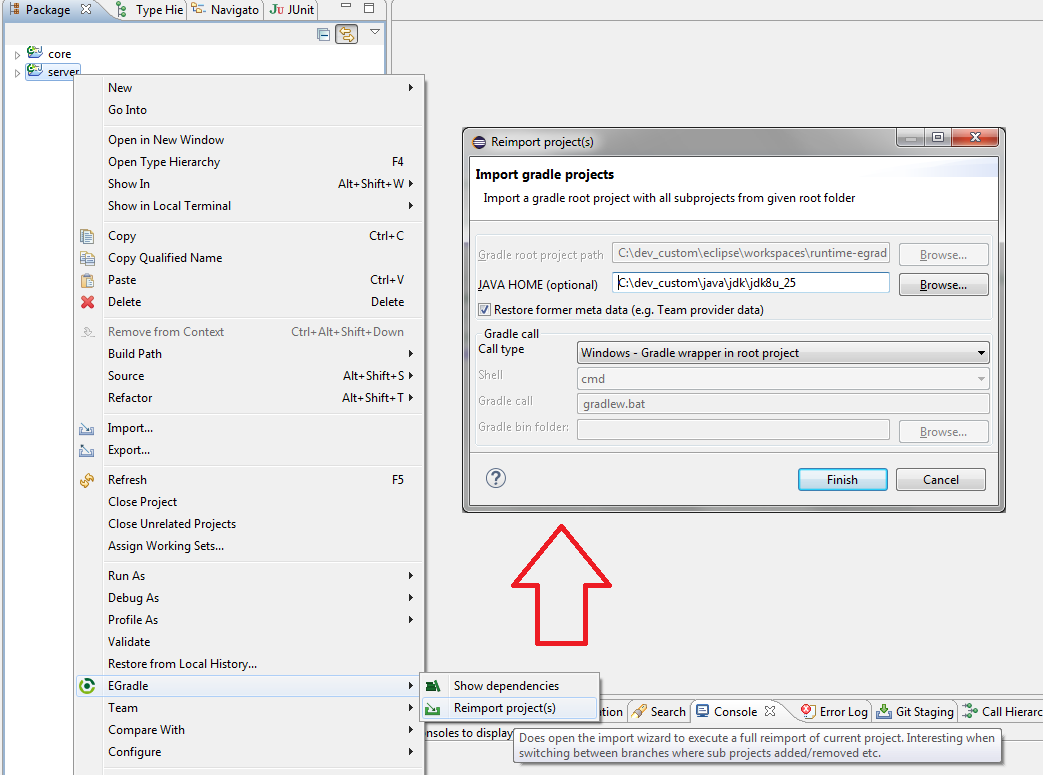 Package
Type Hie
Navigato
JUnit
core
server
New
Go Into
Open in New Window
Open Type Hierarchy F4
Show In Alt+Shift+W
Show in Local Terminal
Copy Ctrl+C
Copy Qualified Name
Paste Ctrl+V
Delete Delete
Remove from Context Ctrl+Alt+Shift+Down
Build Path
Source Alt+Shift+S
Refactor Alt+Shift+T
Import...
Export...
Refresh F5
Close Project
Close Unrelated Projects
Assign Working Sets...
Run As
Debug As
Profile As
Validate
Restore from Local History...
EGradle
Team
Compare With
Configure
Show dependencies
Reimport project(s)
Reimport project(s)
Import gradle projects
Import a gradle root project with all subprojects from given root folder
Gradle root project path C:\dev_custom\eclipse\workspaces\runtime-egrad Browse...
JAVA HOME (optional) C:\dev_custom\java\jdk\jdk8u_25 Browse...
Restore former meta data (e.g. Team provider data)
Gradle call
Call type Windows - Gradle wrapper in root project
Shell cmd
Gradle call gradlew.bat
Gradle bin folder: Browse...
Finish Cancel
ation Search Console Error Log Git Staging Call Hierarc
nsoles to display
Does open the import wizard to execute a full reimport of current project. Interesting when
switching between branches where sub projects added/removed etc.